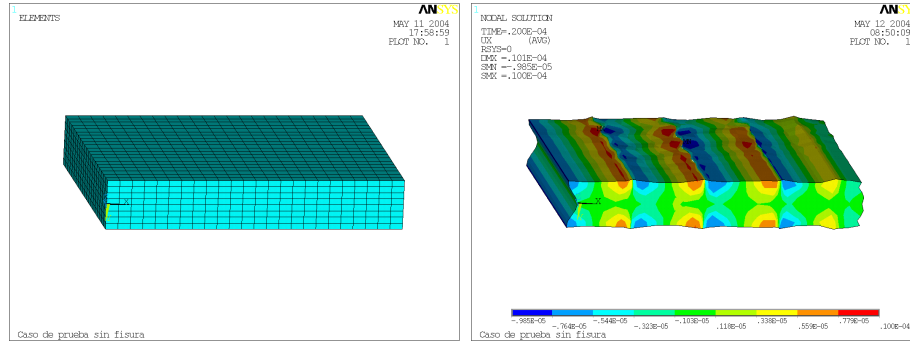 1
ANSYS
ELEMENTS
MAY 11 2004
17:58:59
PLOT NO. 1
X
Caso de prueba sin fisura
1
ANSYS
NODAL SOLUTION
MAY 12 2004
08:50:09
PLOT NO. 1
TIME=.200E-04
UX (AVG)
RSYS=0
DMX =.101E-04
SMN =-.985E-05
SMX =.100E-04
X
-.985E-05 -.544E-05 -.103E-05 .338E-05 .779E-05
-.764E-05 -.323E-05 .118E-05 .559E-05 .100E-04
Caso de prueba sin fisura